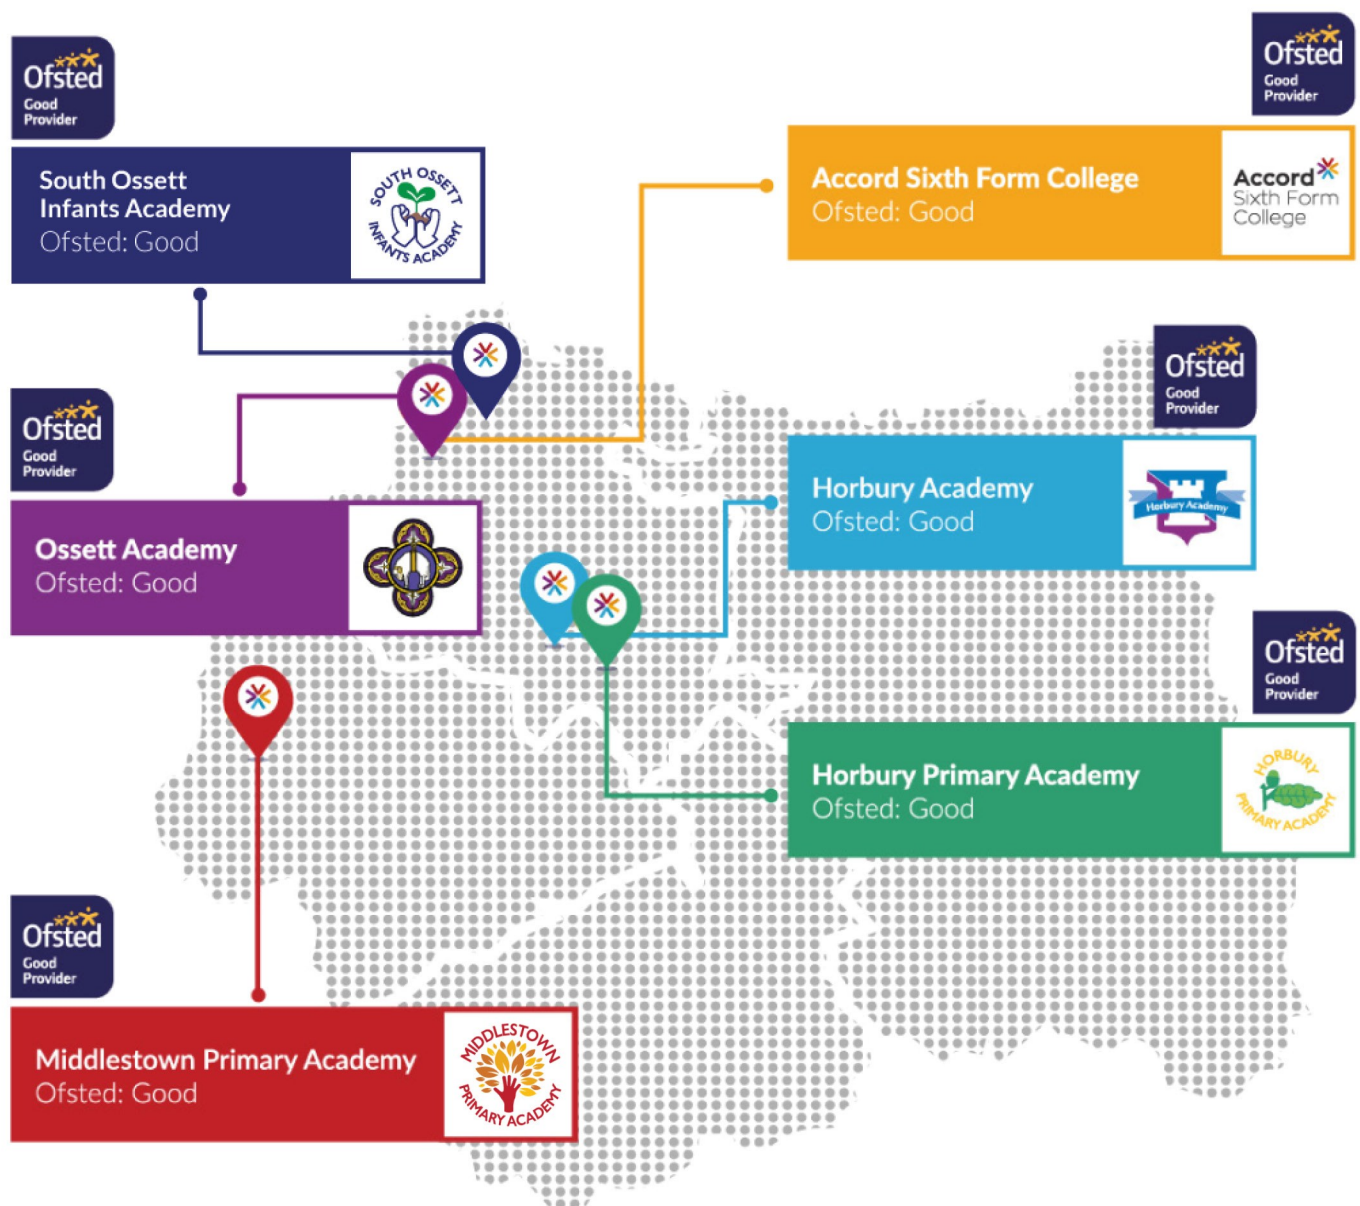 Ofsted
Good
Provider
South Ossett
Infants Academy
Ofsted: Good
SOUTH OSSETT
INFANTS ACADEMY
Ofsted
Good
Provider
Accord Sixth Form College
Ofsted: Good
Accord
Sixth Form
College
Ofsted
Good
Provider
Ossett Academy
Ofsted: Good
Ofsted
Good
Provider
Horbury Academy
Ofsted: Good
Horbury Academy
Ofsted
Good
Provider
Horbury Primary Academy
Ofsted: Good
HORBURY
PRIMARY ACADEMY
Ofsted
Good
Provider
Middlestown Primary Academy
Ofsted: Good
MIDDLESTOWN
PRIMARY ACADEMY